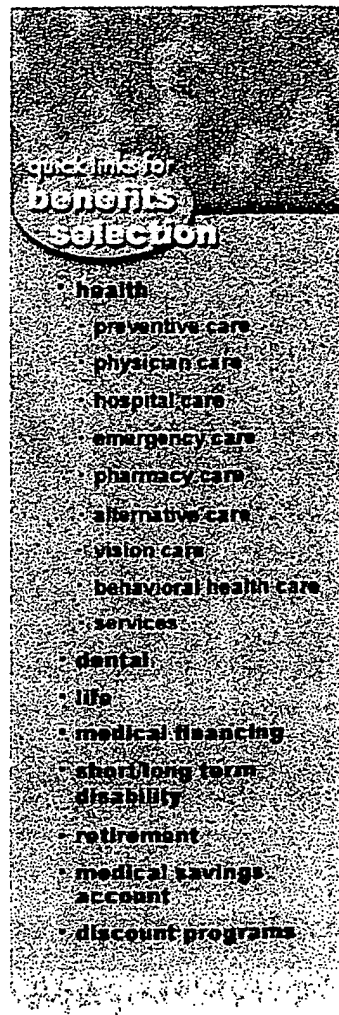 quick links for
benefits
selection
health
preventive care
physician care
hospital care
emergency care
pharmacy care
alternative care
vision care
behavioral health care
services
dental
life
medical financing
short/long term
disability
retirement
medical savings
account
discount programs